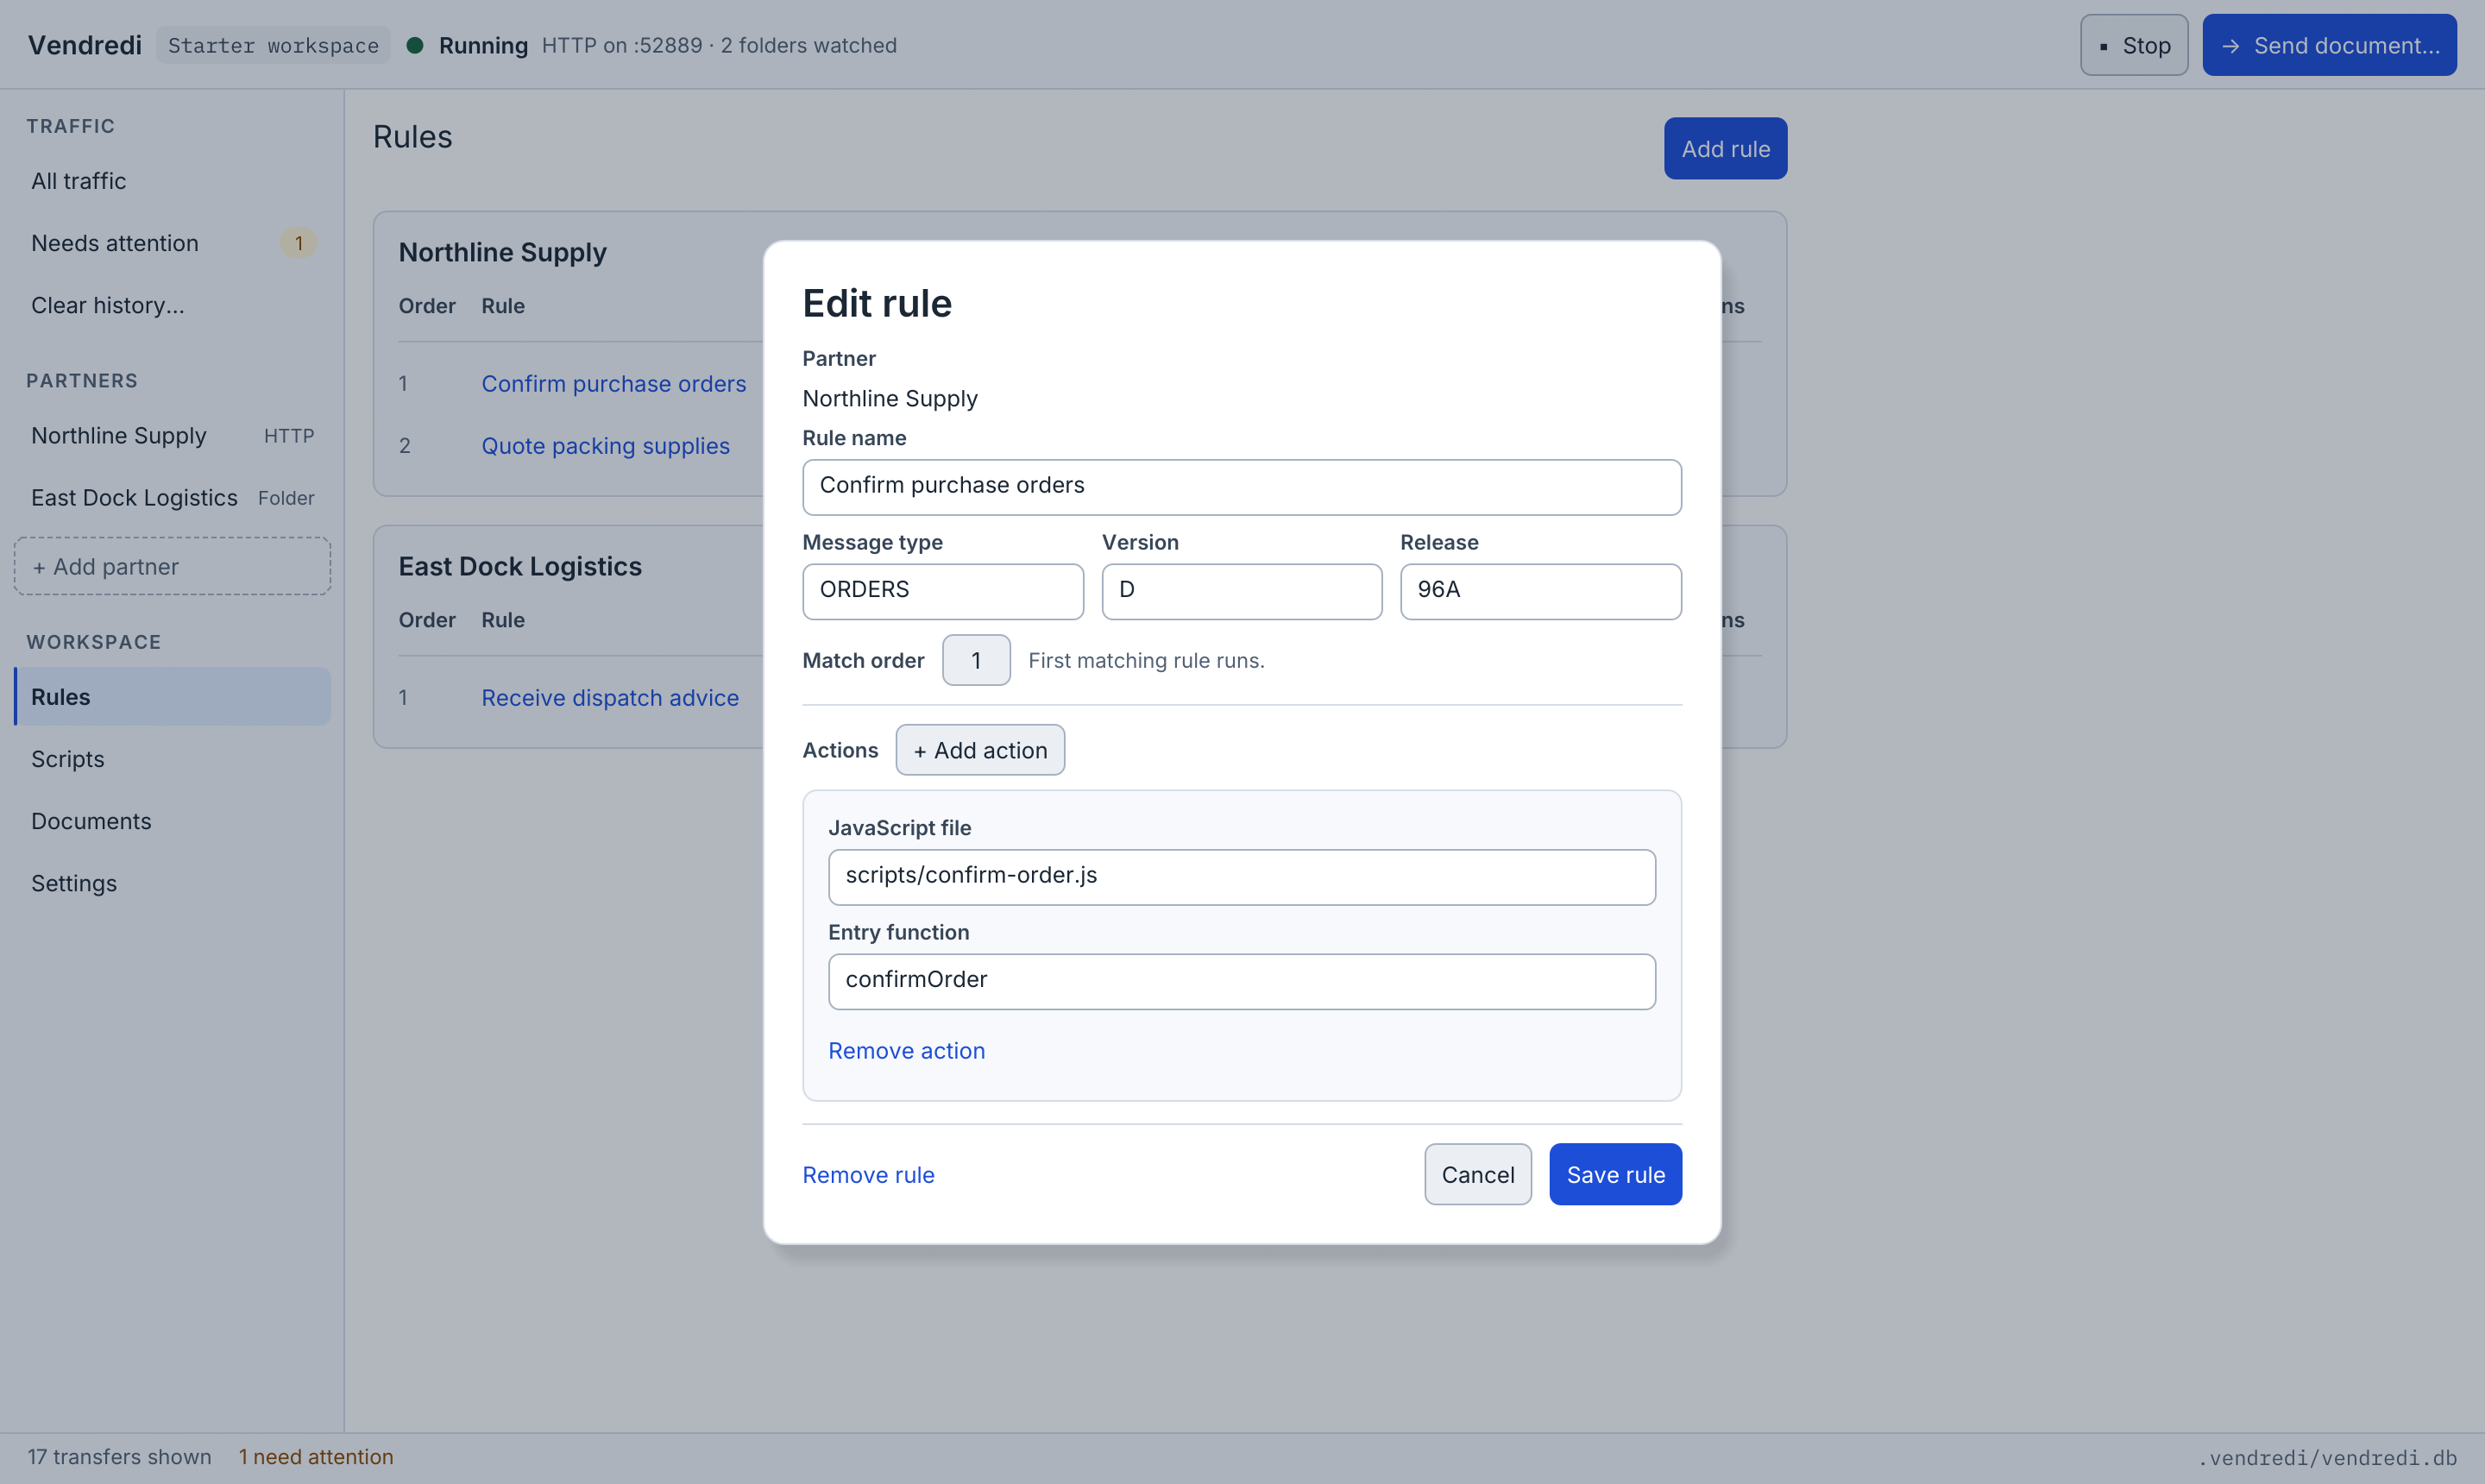 Vendredi Starter workspace Running HTTP on :52889 · 2 folders watched Stop → Send document...
TRAFFIC
All traffic
Needs attention 1
Clear history...
PARTNERS
Northline Supply HTTP
East Dock Logistics Folder
+ Add partner
WORKSPACE
Rules
Scripts
Documents
Settings
Rules Add rule
Northline Supply
Order Rule
1 Confirm purchase orders
2 Quote packing supplies
East Dock Logistics
Order Rule
1 Receive dispatch advice
Edit rule
Partner
Northline Supply
Rule name
Confirm purchase orders
Message type Version Release
ORDERS D 96A
Match order 1 First matching rule runs.
Actions + Add action
JavaScript file
scripts/confirm-order.js
Entry function
confirmOrder
Remove action
Remove rule Cancel Save rule
17 transfers shown 1 need attention .vendredi/vendredi.db